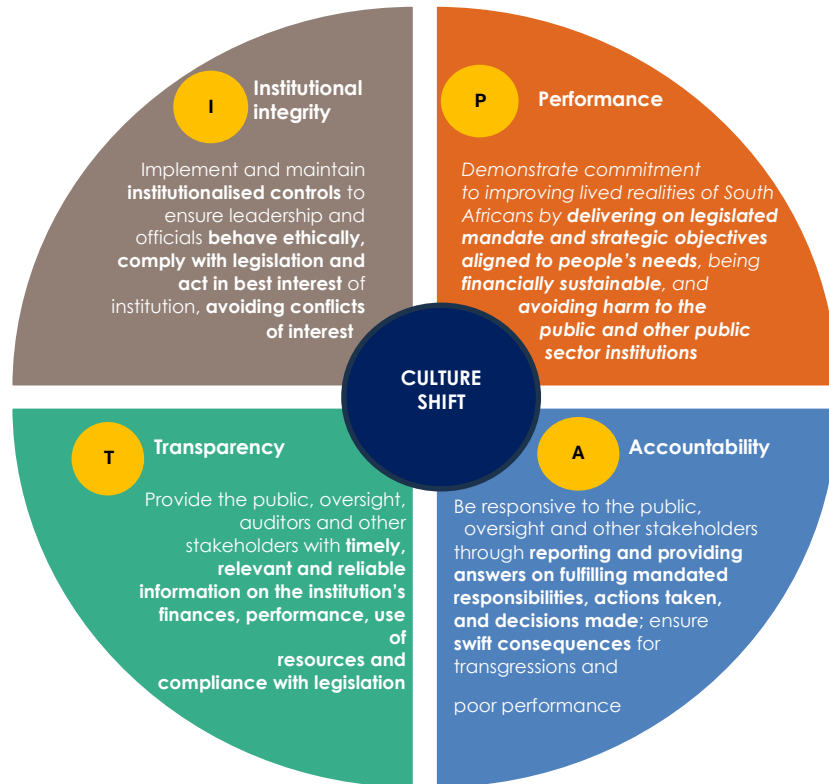 I
Institutional
integrity
Implement and maintain
institutionalised controls to
ensure leadership and
officials behave ethically,
comply with legislation and
act in best interest of
institution, avoiding conflicts
of interest
P
Performance
Demonstrate commitment
to improving lived realities of South
Africans by delivering on legislated
mandate and strategic objectives
aligned to people's needs, being
financially sustainable, and
avoiding harm to the
public and other public
sector institutions
CULTURE
SHIFT
T
Transparency
Provide the public, oversight,
auditors and other
stakeholders with timely,
relevant and reliable
information on the institution's
finances, performance, use
of
resources and
compliance with legislation
A
Accountability
Be responsive to the public,
oversight and other stakeholders
through reporting and providing
answers on fulfilling mandated
responsibilities, actions taken,
and decisions made; ensure
swift consequences for
transgressions and
poor performance